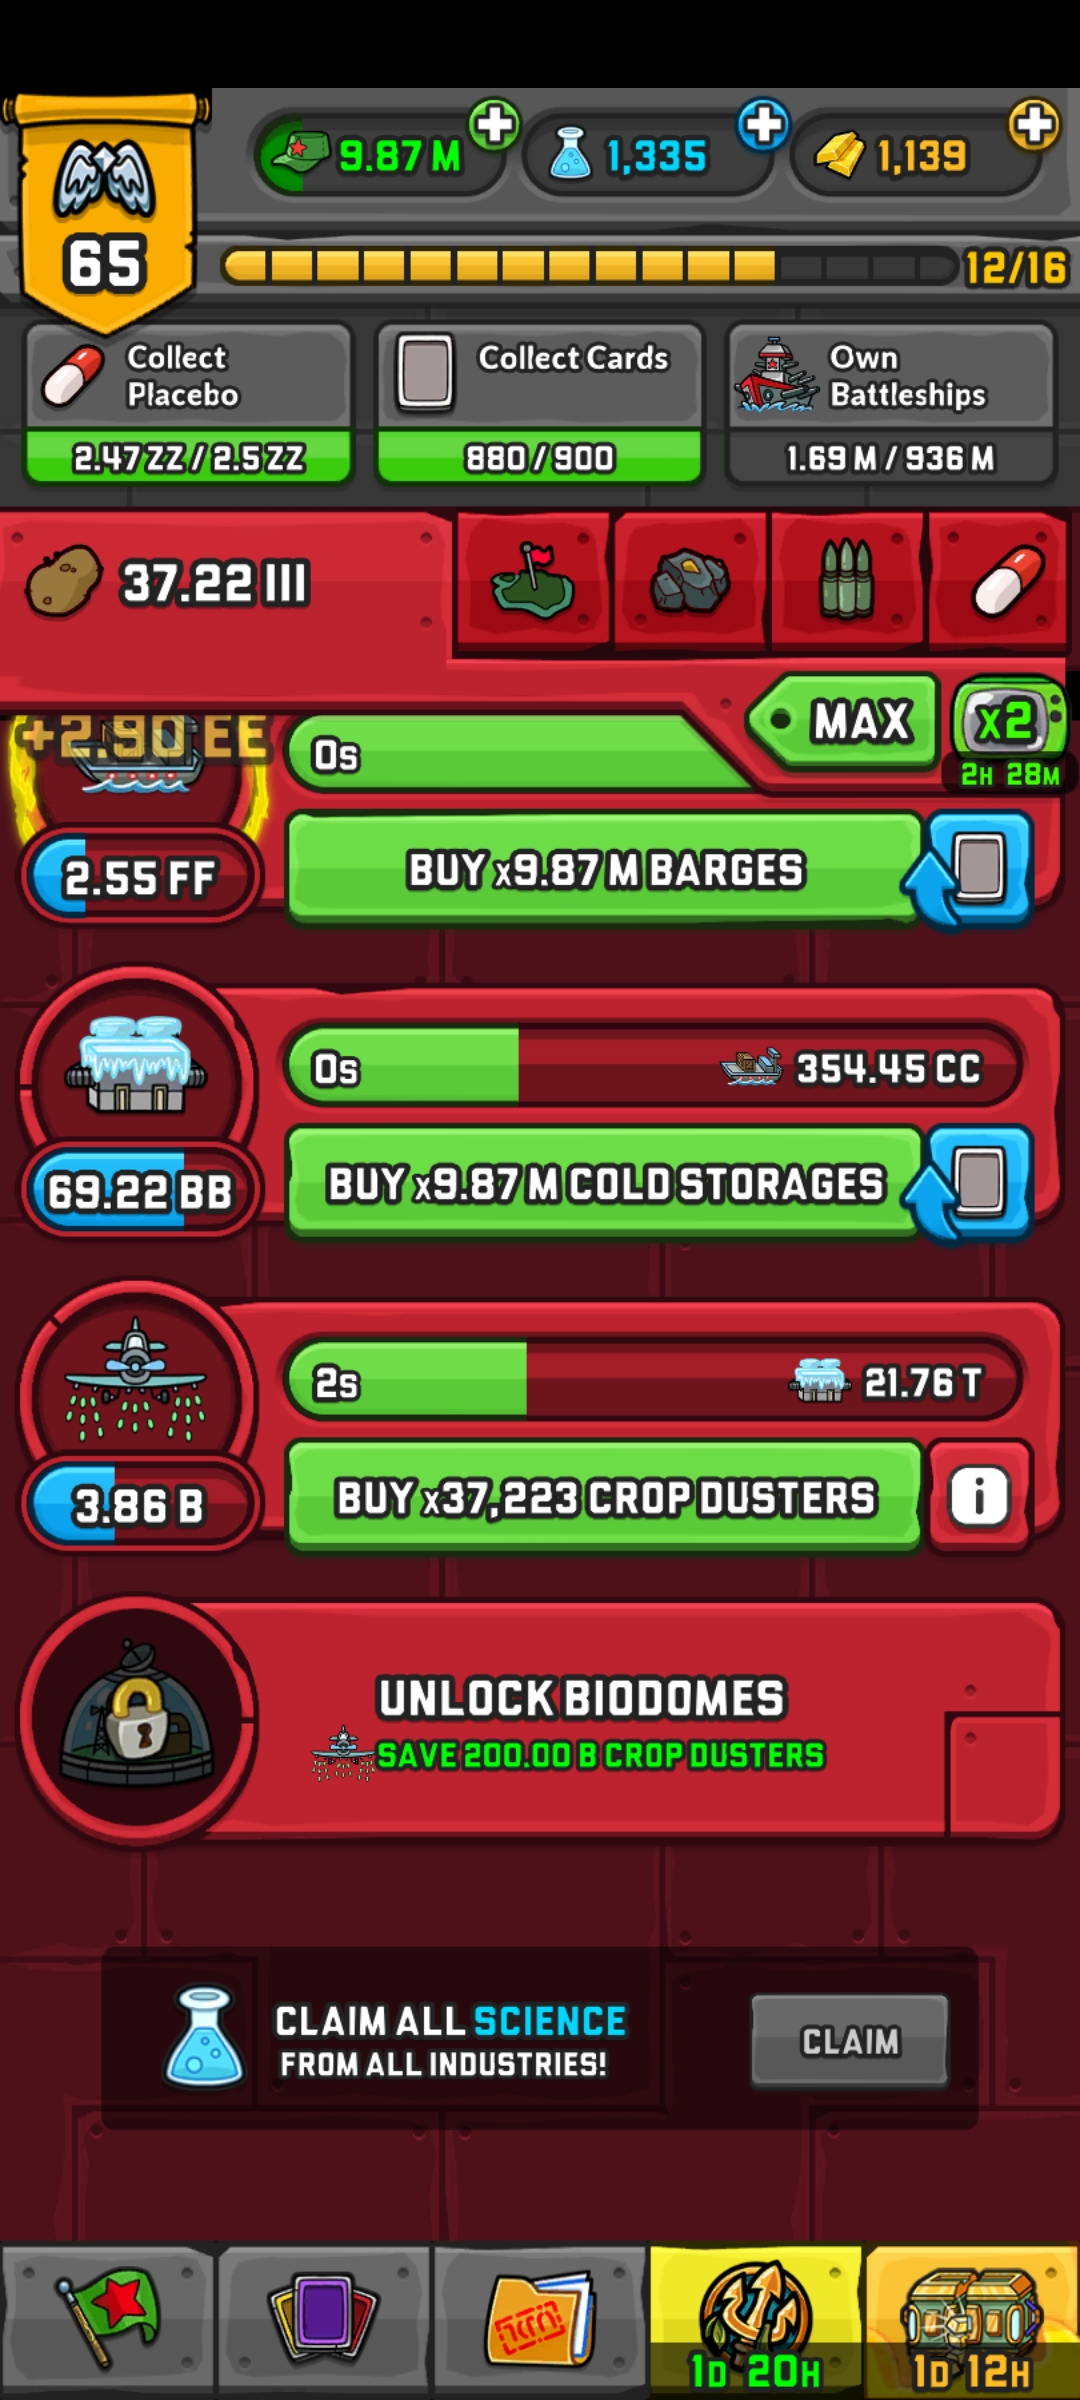 9.87 M
1,335
1,139
65
12/16
Collect
Placebo
2.47 ZZ / 2.5 ZZ
Collect Cards
880 / 900
Own
Battleships
1.69 M / 936 M
37.22 III
MAX
x2
2H 28M
+2.90 EE
0s
2.55 FF
BUY x9.87 M BARGES
0s
354.45 CC
69.22 BB
BUY x9.87 M COLD STORAGES
2s
21.76 T
3.86 B
BUY x37,223 CROP DUSTERS
i
UNLOCK BIODOMES
SAVE 200.00 B CROP DUSTERS
CLAIM ALL SCIENCE
FROM ALL INDUSTRIES!
CLAIM
1D 20H
1D 12H